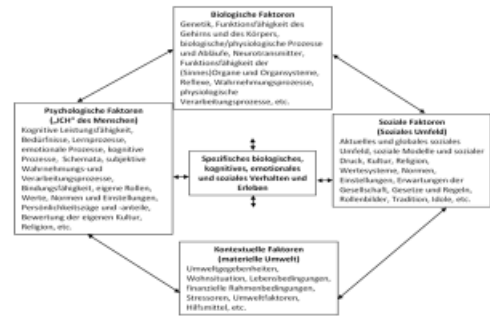 Biologische Faktoren
Genetik, Funktionsfähigkeit des
Gehirns und des Körpers,
biologische/physiologische Prozesse
und Abläufe, Neurotransmitter,
Funktionsfähigkeit der
(Sinnes)Organe und Organsysteme,
Reflexe, Wahrnehmungsprozesse,
physiologische
Verarbeitungsprozesse, etc.
Psychologische Faktoren
(„ICH" des Menschen)
Kognitive Leistungsfähigkeit,
Bedürfnisse, Lernprozesse,
emotionale Prozesse, kognitive
Prozesse, Schemata, subjektive
Wahrnehmungs-und
Verarbeitungsprozesse,
Bindungsfähigkeit, eigene Rollen,
Werte, Normen und Einstellungen,
Persönlichkeitszüge und -anteile,
Bewertung der eigenen Kultur,
Religion, etc.
Spezifisches biologisches,
kognitives, emotionales
und soziales Verhalten und
Erleben
Soziale Faktoren
(Soziales Umfeld)
Aktuelles und globales soziales
Umfeld, soziale Modelle und sozialer
Druck, Kultur, Religion,
Wertesysteme, Normen,
Einstellungen, Erwartungen der
Gesellschaft, Gesetze und Regeln,
Rollenbilder, Tradition, Idole, etc.
Kontextuelle Faktoren
(materielle Umwelt)
Umweltgegebenheiten,
Wohnsituation, Lebensbedingungen,
finanzielle Rahmenbedingungen,
Stressoren, Umweltfaktoren,
Hilfsmittel, etc.